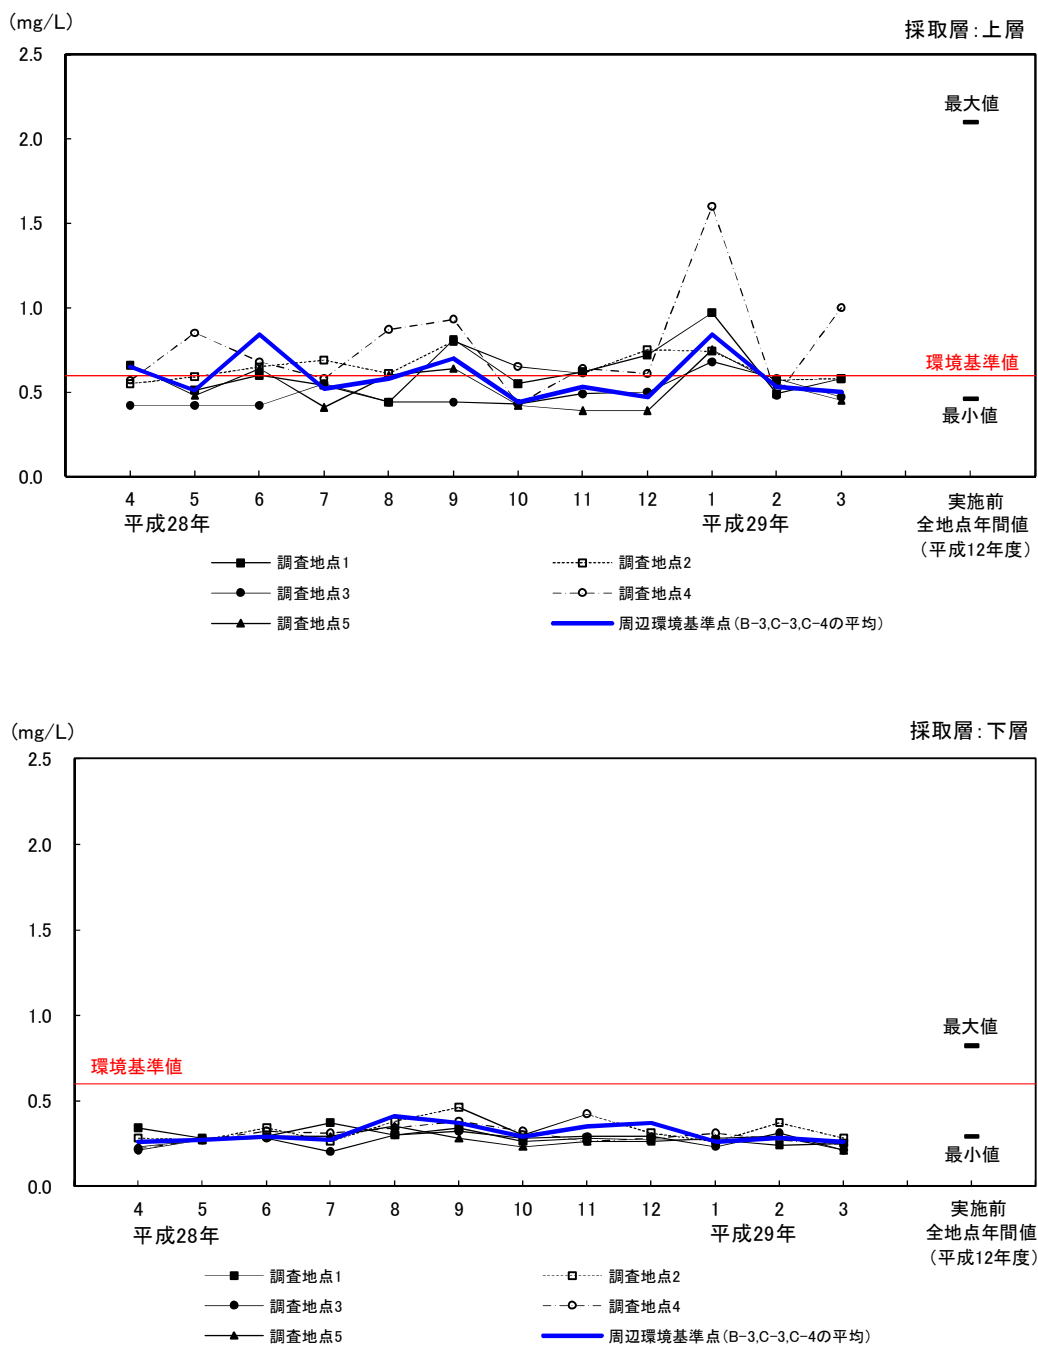 (mg/L)
採取層：上層
2.5
最大値
2.0
1.5
1.0
環境基準値
0.5
最小値
0.0
4 5 6 7 8 9 10 11 12 1 2 3
実施前
平成28年 平成29年 全地点年間値
（平成12年度）
調査地点1 調査地点2
調査地点3 調査地点4
調査地点5 周辺環境基準点（B-3,C-3,C-4の平均）
(mg/L)
採取層：下層
2.5
2.0
1.5
1.0
最大値
環境基準値
0.5
最小値
0.0
4 5 6 7 8 9 10 11 12 1 2 3 実施前
平成28年 平成29年 全地点年間値
（平成12年度）
調査地点1 調査地点2
調査地点3 調査地点4
調査地点5 周辺環境基準点（B-3,C-3,C-4の平均）